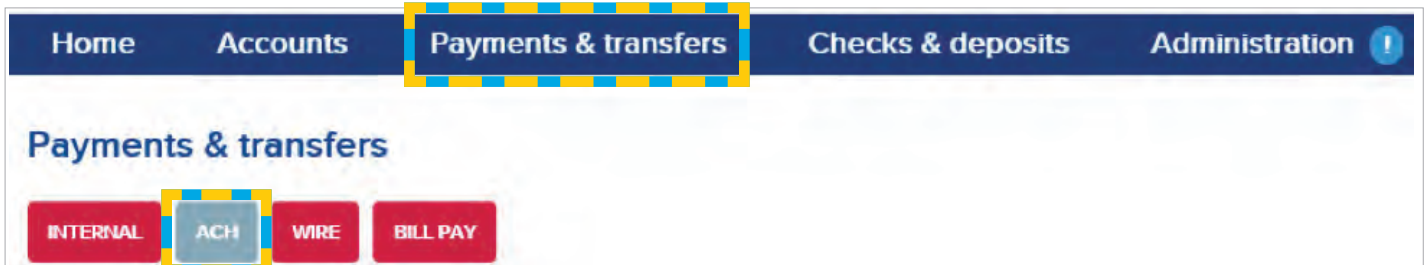 Home Accounts Payments & transfers Checks & deposits Administration !
Payments & transfers
INTERNAL ACH WIRE BILL PAY